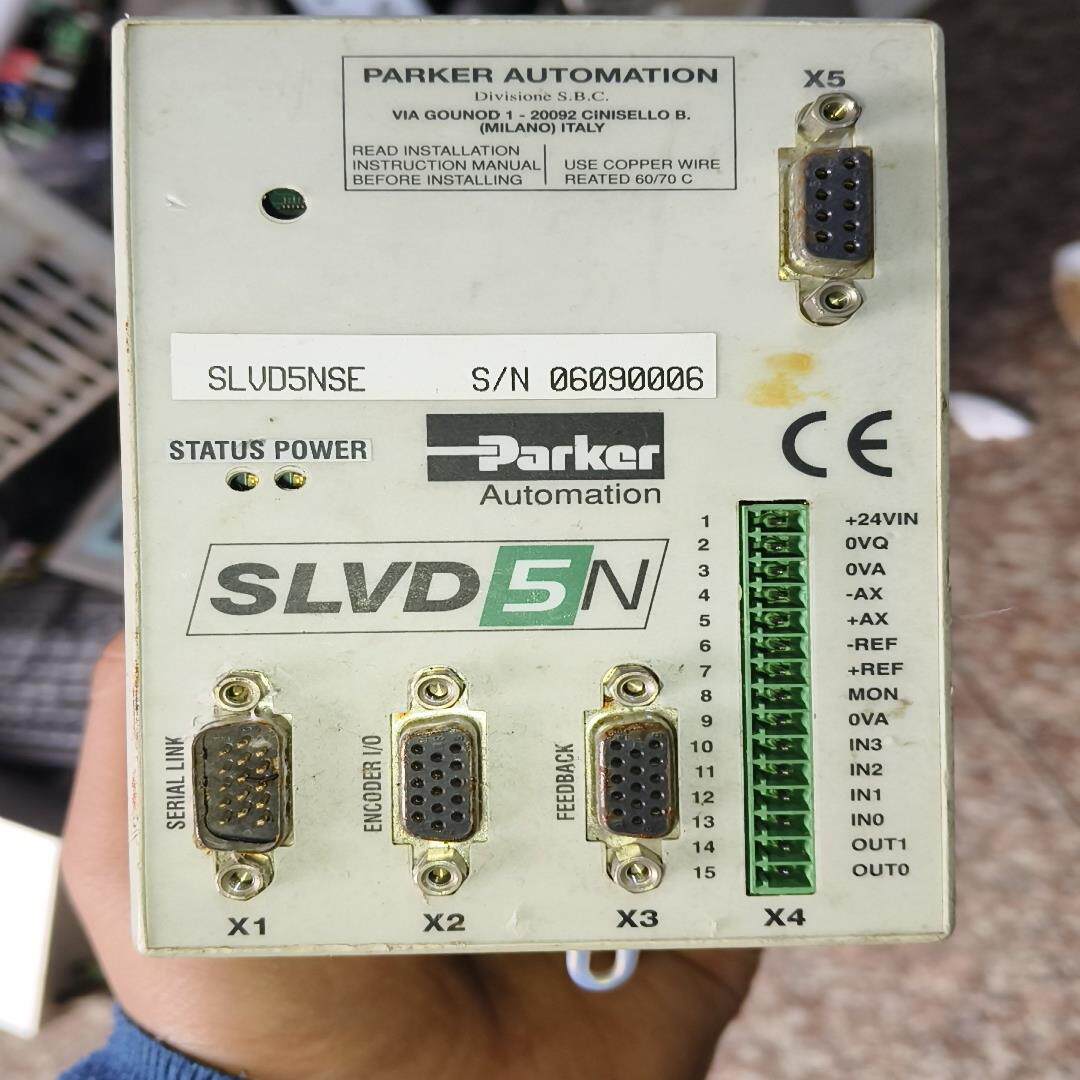 PARKER AUTOMATION
Divisione S.B.C.
VIA GOUNOD 1 - 20092 CINISELLO B.
(MILANO) ITALY
READ INSTALLATION
INSTRUCTION MANUAL
BEFORE INSTALLING
USE COPPER WIRE
REATED 60/70 C
X5
SLVD5NSE S/N 06090006
STATUS POWER
Parker
Automation
CE
SLVD5N
1 +24VIN
2 0VQ
3 0VA
4 -AX
5 +AX
6 -REF
7 +REF
8 MON
9 0VA
10 IN3
11 IN2
12 IN1
13 IN0
14 OUT1
15 OUT0
SERIAL LINK
ENCODER I/O
FEEDBACK
X1
X2
X3
X4